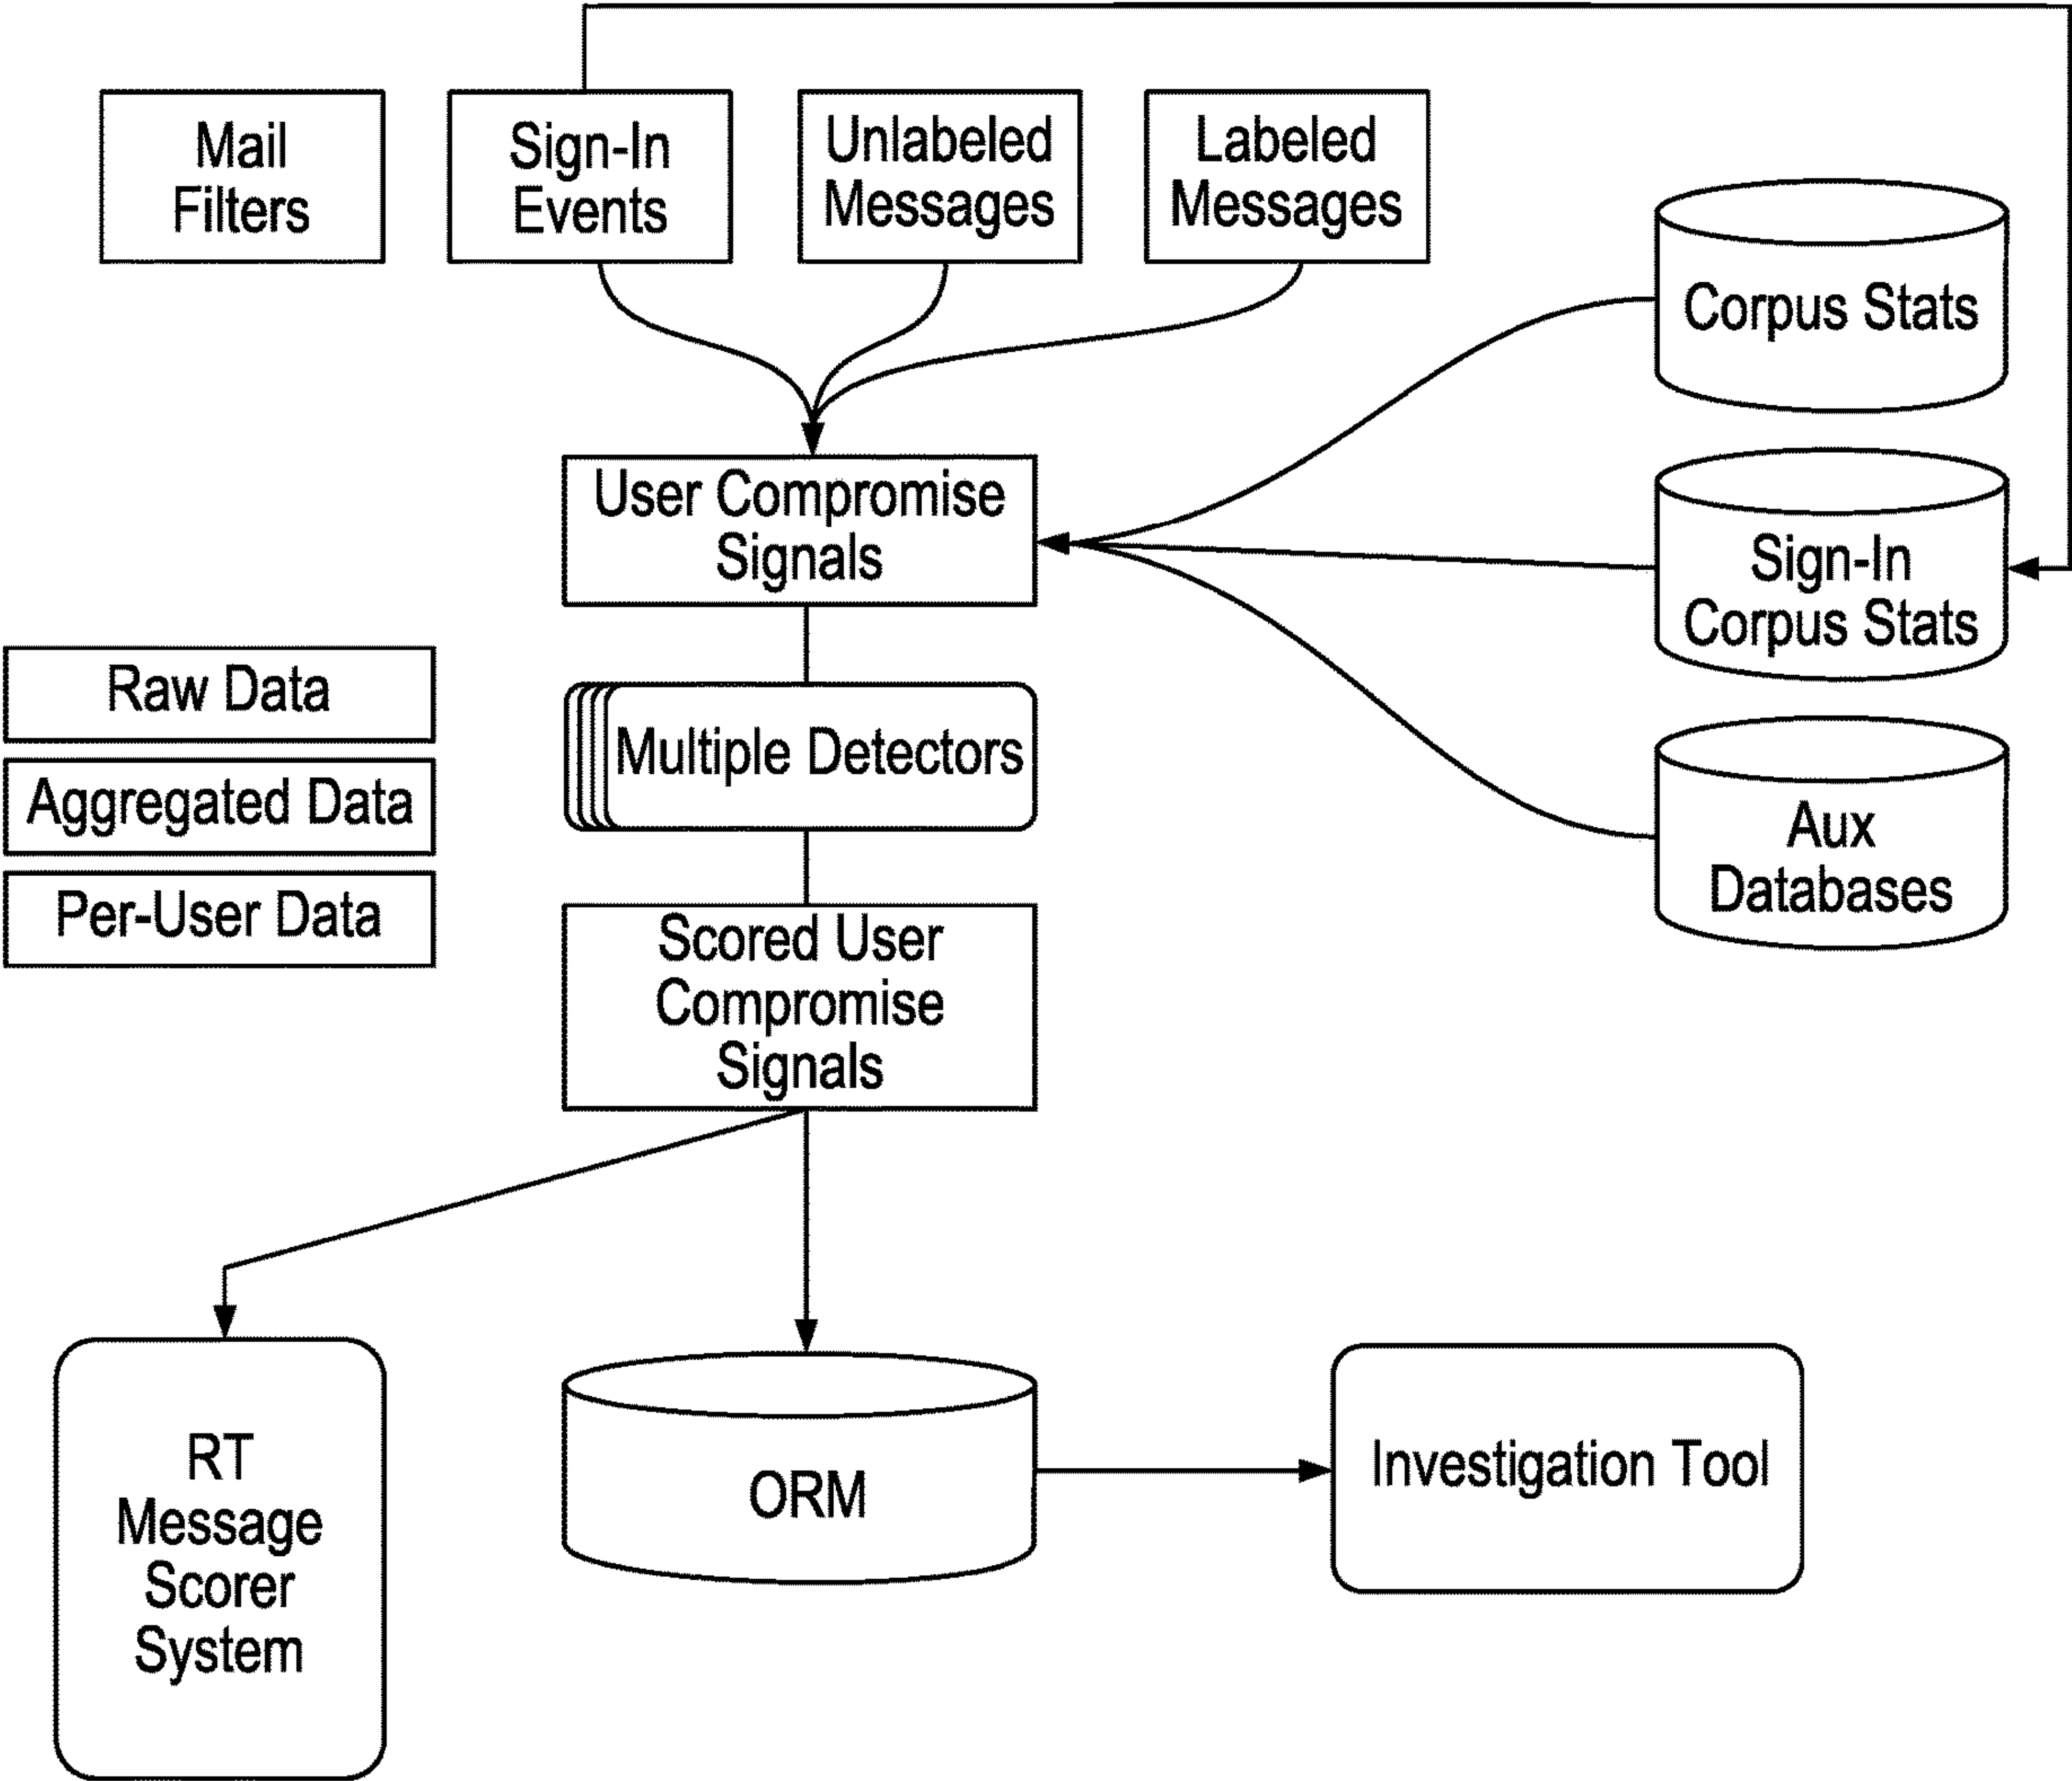 Mail
Filters
Sign-In
Events
Unlabeled
Messages
Labeled
Messages
Corpus Stats
User Compromise
Signals
Sign-In
Corpus Stats
Raw Data
Aggregated Data
Per-User Data
Multiple Detectors
Aux
Databases
Scored User
Compromise
Signals
RT
Message
Scorer
System
ORM
Investigation Tool